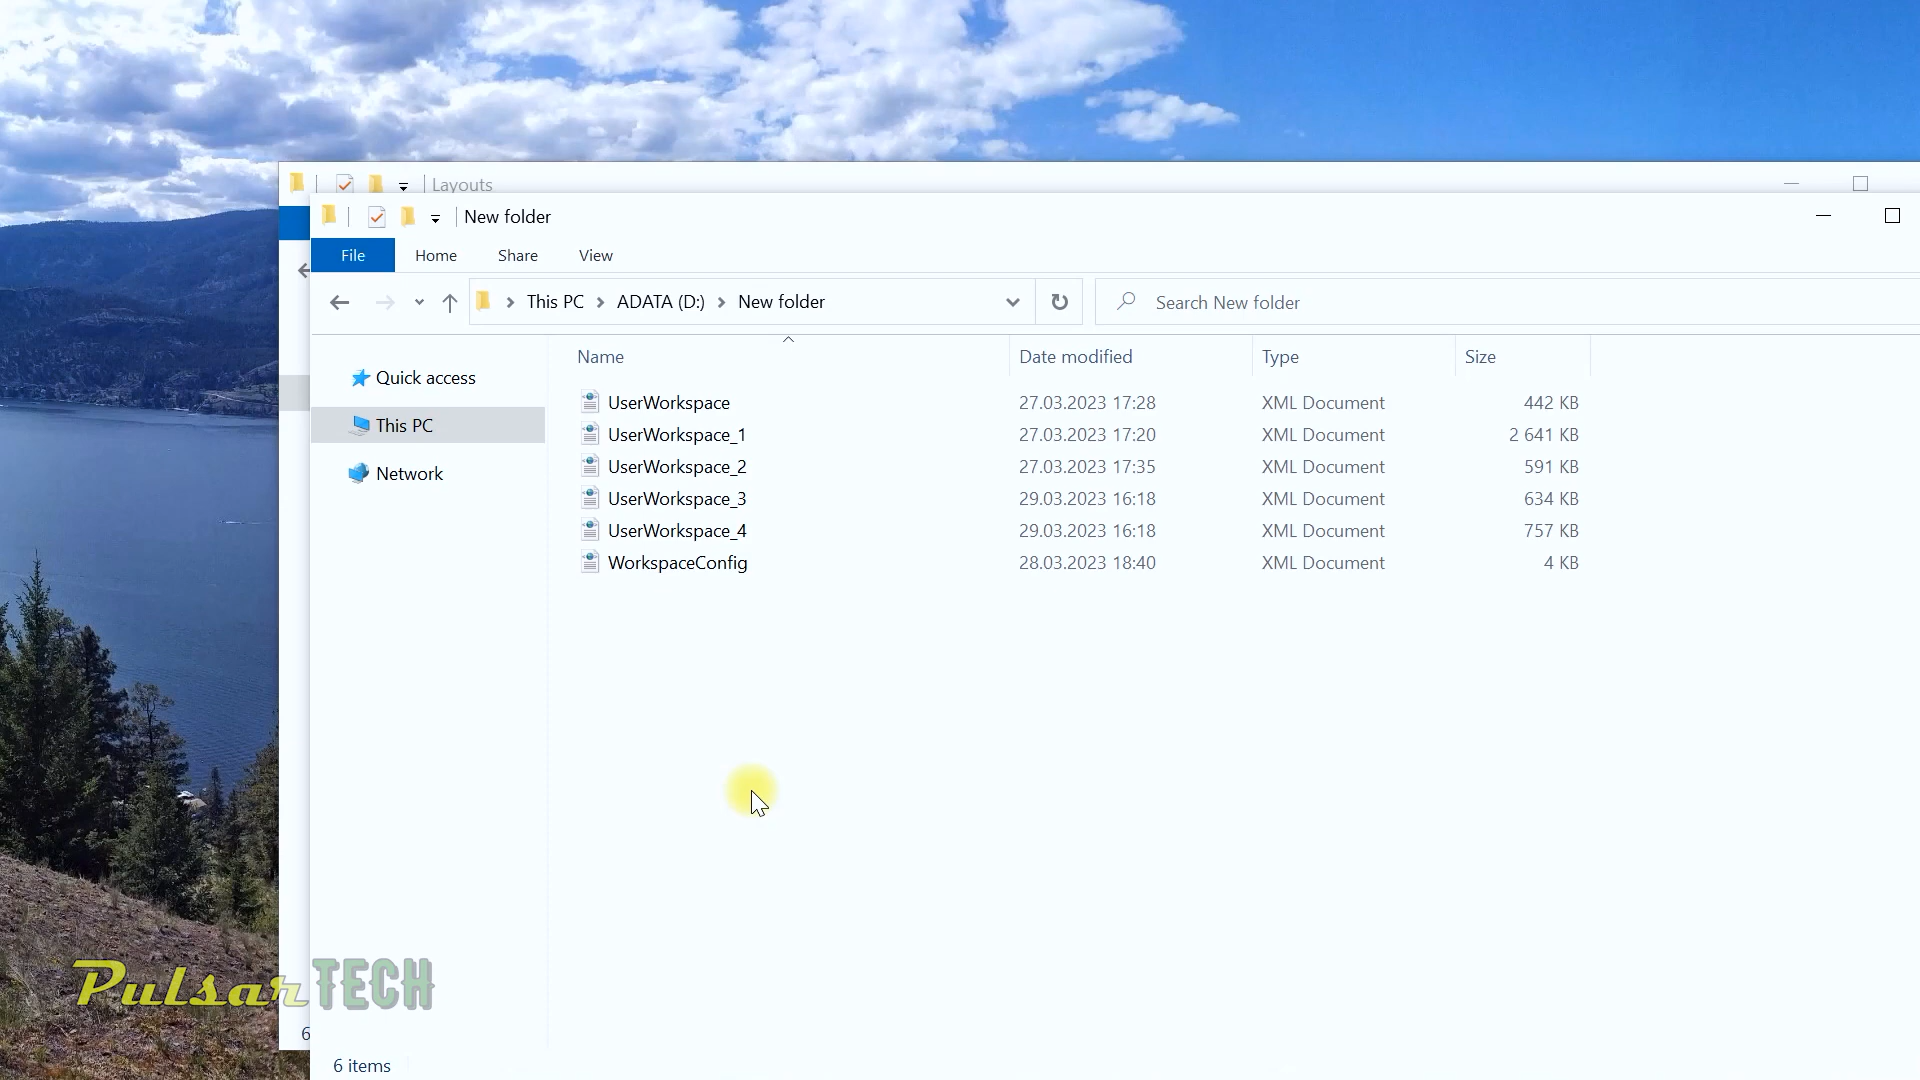 Layouts
New folder
File Home Share View
This PC ADATA (D:) New folder
Search New folder
Name Date modified Type Size
Quick access
This PC
Network
UserWorkspace 27.03.2023 17:28 XML Document 442 KB
UserWorkspace_1 27.03.2023 17:20 XML Document 2 641 KB
UserWorkspace_2 27.03.2023 17:35 XML Document 591 KB
UserWorkspace_3 29.03.2023 16:18 XML Document 634 KB
UserWorkspace_4 29.03.2023 16:18 XML Document 757 KB
WorkspaceConfig 28.03.2023 18:40 XML Document 4 KB
Pulsar TECH
6
6 items